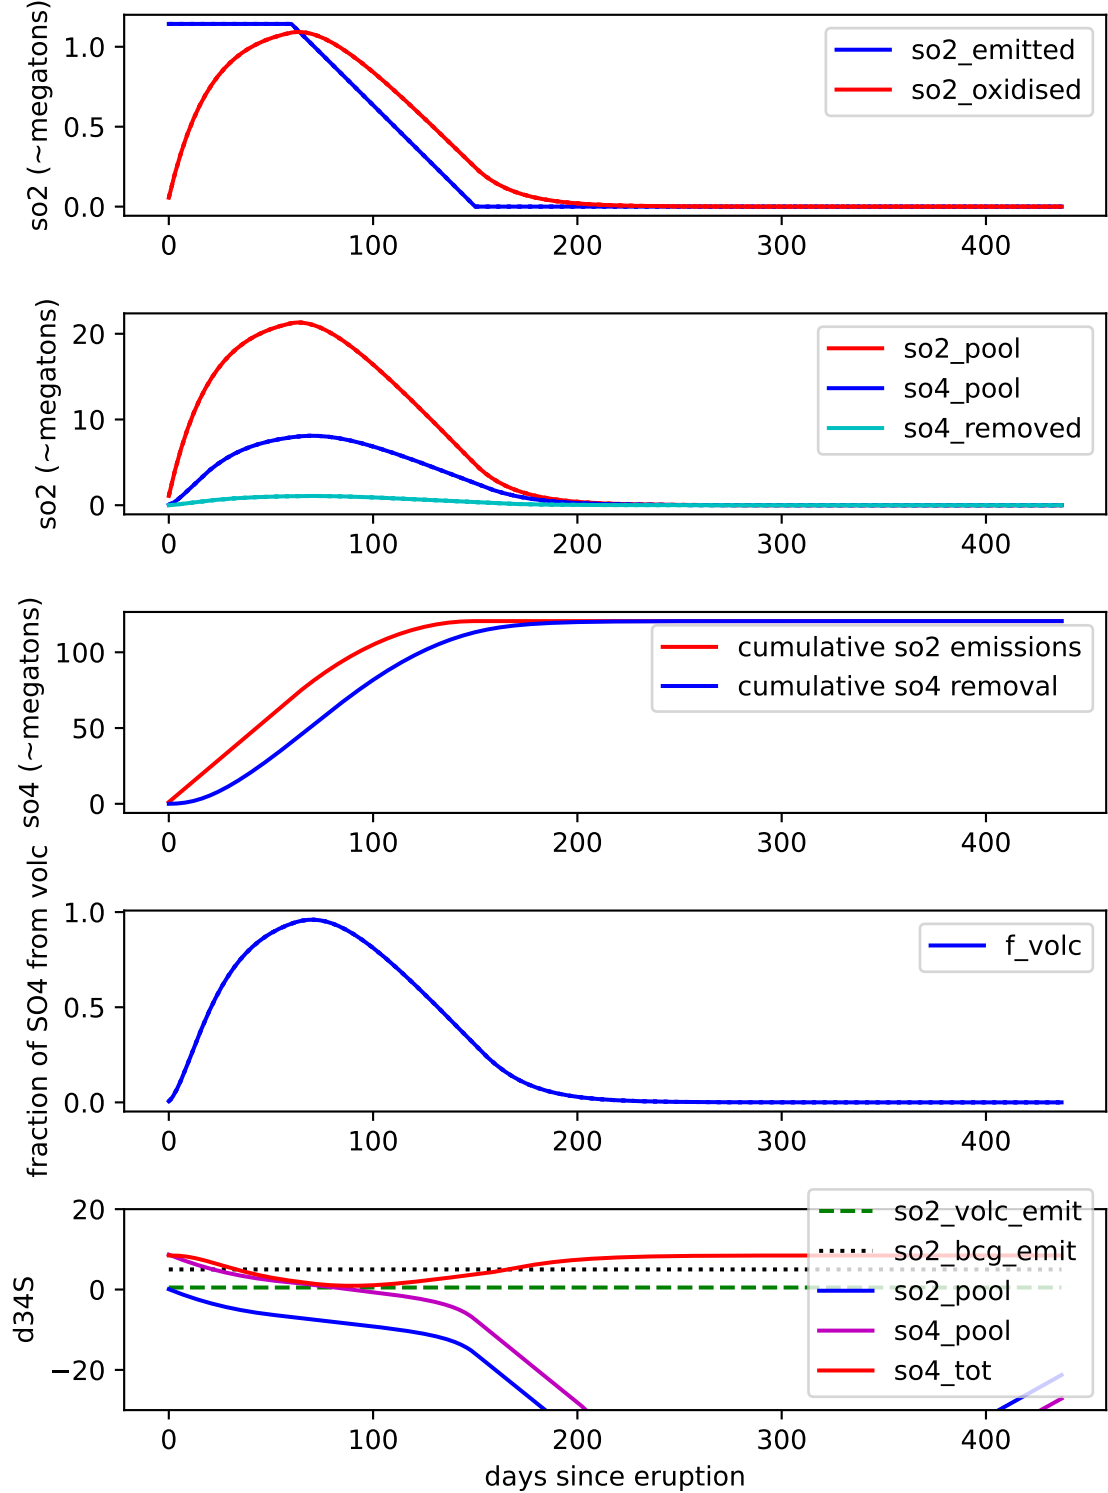 so2 (~megatons)
1.0
0.5
0.0
so2_emitted
so2_oxidised
0 100 200 300 400
so2 (~megatons)
20
10
0
so2_pool
so4_pool
so4_removed
0 100 200 300 400
so4 (~megatons)
100
50
0
cumulative so2 emissions
cumulative so4 removal
0 100 200 300 400
fraction of SO4 from volc
1.0
0.5
0.0
f_volc
0 100 200 300 400
d34S
20
0
−20
so2_volc_emit
so2_bcg_emit
so2_pool
so4_pool
so4_tot
0 100 200 300 400
days since eruption